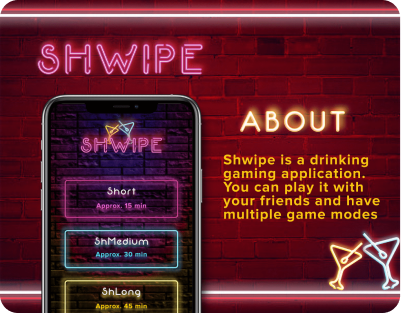 SHWIPE
SHWIPE
Short
Approx. 15 min
ShMedium
Approx. 30 min
ShLong
Approx. 45 min
ABOUT
Shwipe is a drinking
gaming application.
You can play it with
your friends and have
multiple game modes